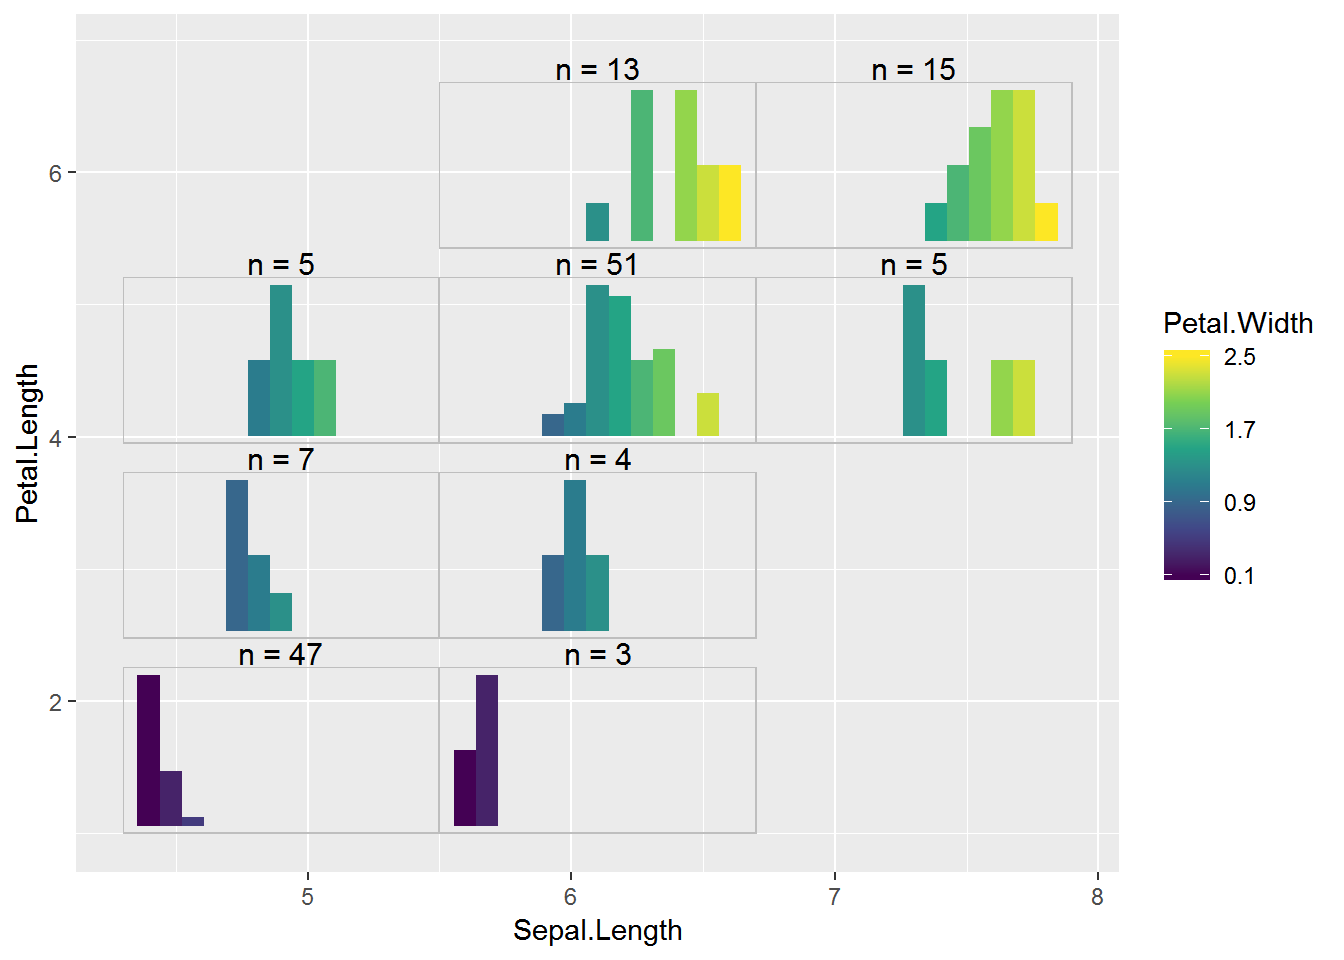 n = 13
n = 15
6
n = 5
n = 51
n = 5
Petal.Width
2.5
1.7
0.9
0.1
Petal.Length
4
n = 7
n = 4
n = 47
n = 3
2
5
6
7
8
Sepal.Length